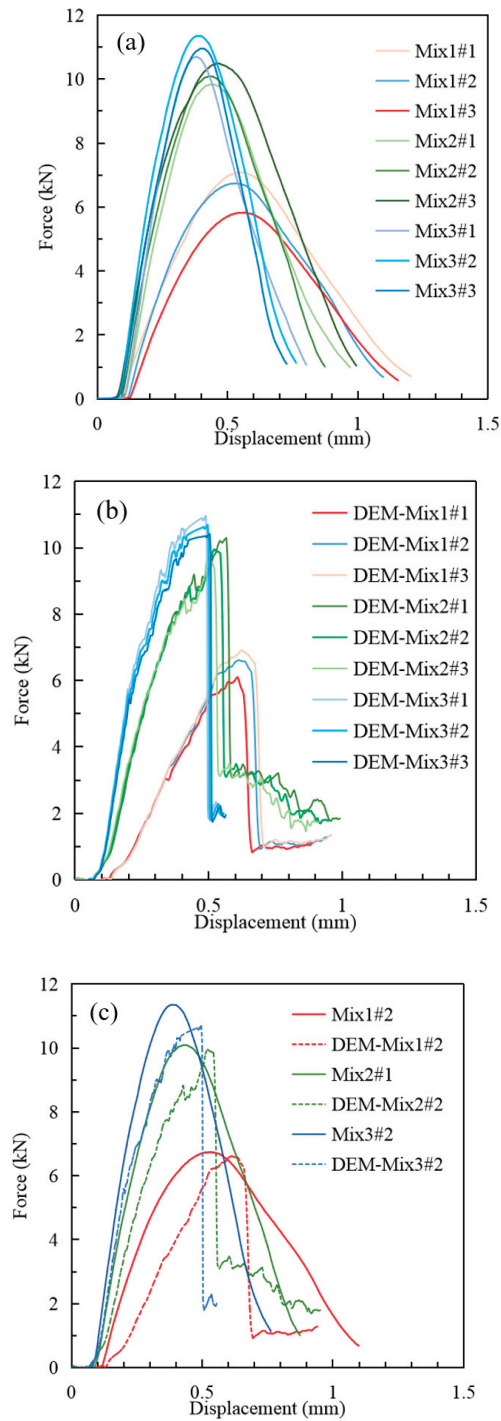 (a)
12
10
8
6
4
2
0
Force (kN)
Mix1#1
Mix1#2
Mix1#3
Mix2#1
Mix2#2
Mix2#3
Mix3#1
Mix3#2
Mix3#3
0 0.5 1 1.5
Displacement (mm)
(b)
12
10
8
6
4
2
0
Force (kN)
DEM-Mix1#1
DEM-Mix1#2
DEM-Mix1#3
DEM-Mix2#1
DEM-Mix2#2
DEM-Mix2#3
DEM-Mix3#1
DEM-Mix3#2
DEM-Mix3#3
0 0.5 1 1.5
Displacement (mm)
(c)
12
10
8
6
4
2
0
Force (kN)
Mix1#2
DEM-Mix1#2
Mix2#1
DEM-Mix2#2
Mix3#2
DEM-Mix3#2
0 0.5 1 1.5
Displacement (mm)